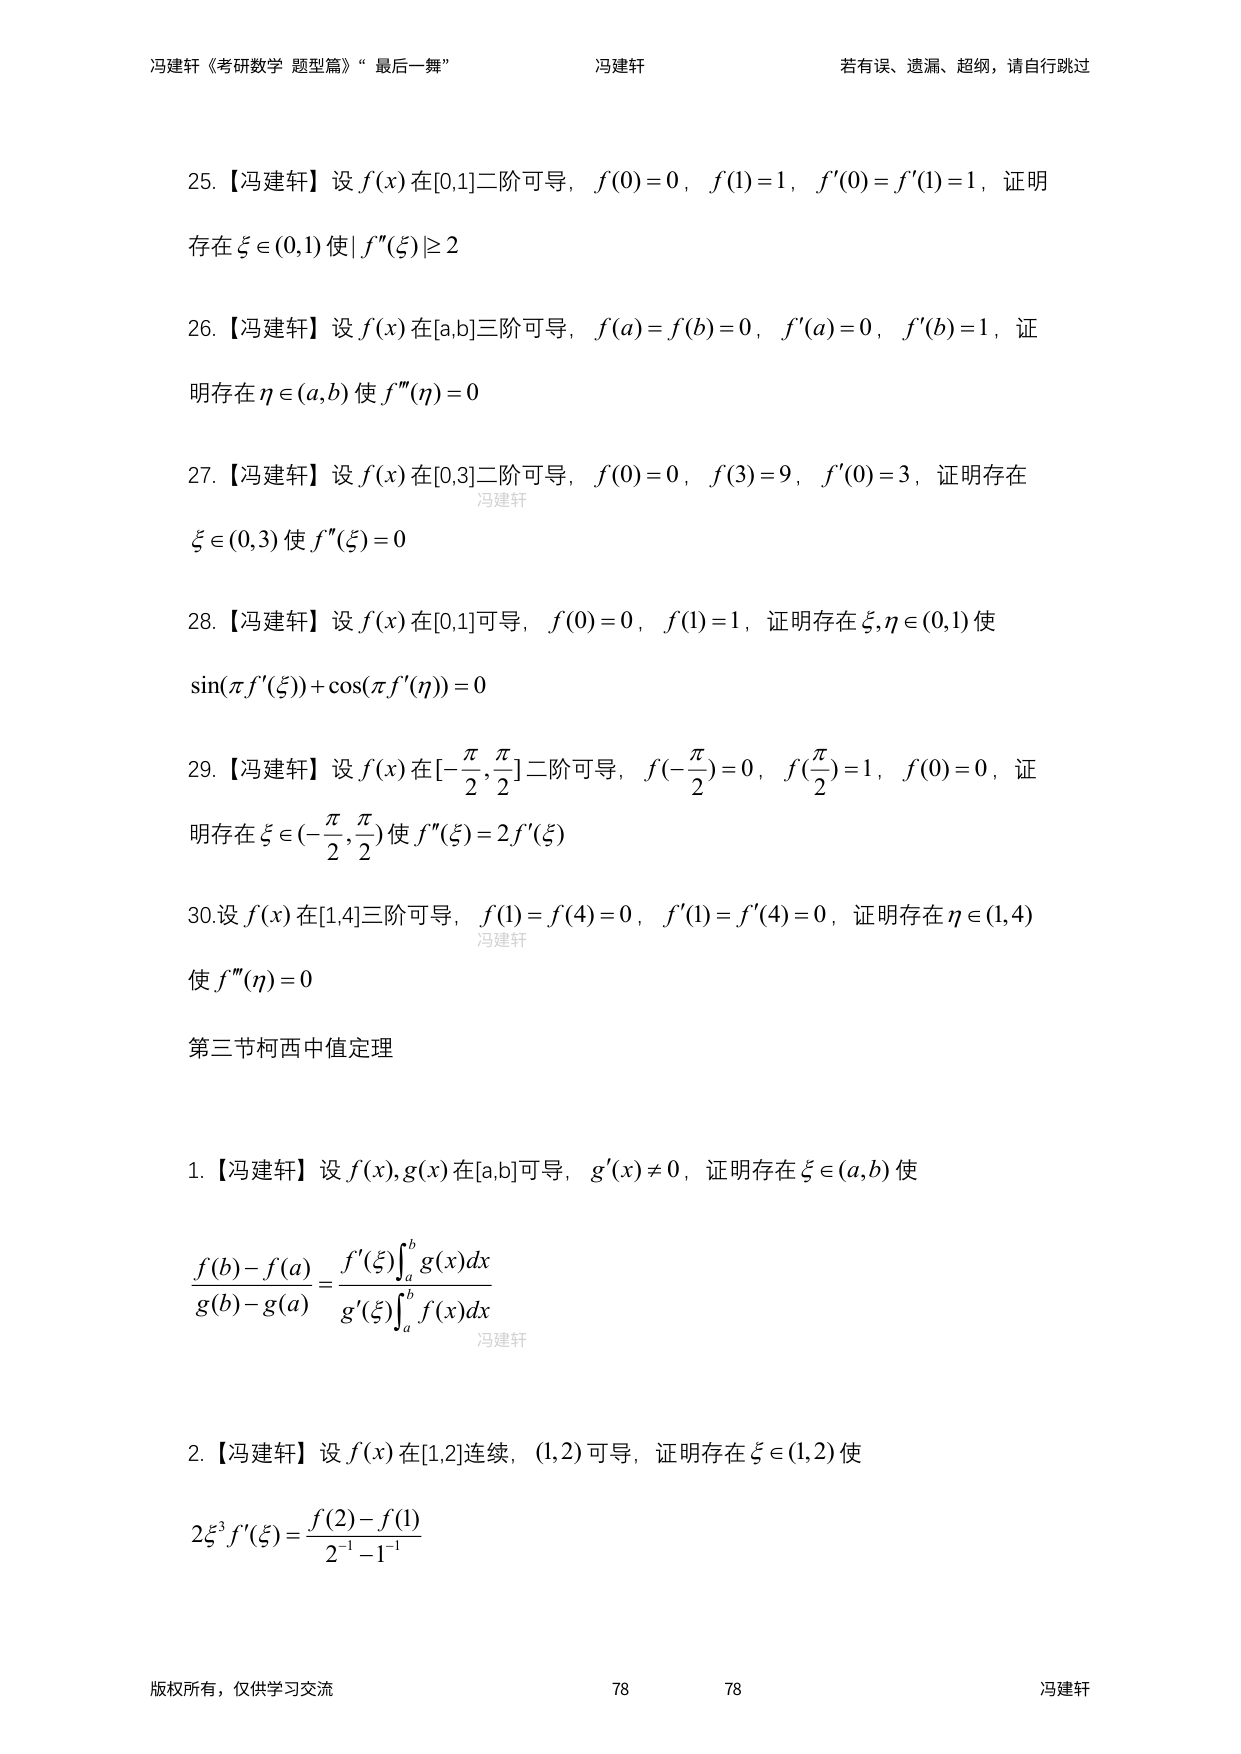 冯建轩《考研数学 题型篇》“ 最后一舞” 冯建轩 若有误、遗漏、超纲，请自行跳过
25.【冯建轩】设 f(x) 在[0,1]二阶可导， f(0)=0， f(1)=1， f′(0)=f′(1)=1，证明
存在 ξ∈(0,1) 使| f″(ξ)|≥2
26.【冯建轩】设 f(x) 在[a,b]三阶可导， f(a)=f(b)=0， f′(a)=0， f′(b)=1，证
明存在 η∈(a,b) 使 f‴(η)=0
27.【冯建轩】设 f(x) 在[0,3]二阶可导， f(0)=0， f(3)=9， f′(0)=3，证明存在
冯建轩
ξ∈(0,3) 使 f″(ξ)=0
28.【冯建轩】设 f(x) 在[0,1]可导， f(0)=0， f(1)=1，证明存在 ξ,η∈(0,1) 使
sin(πf′(ξ))+cos(πf′(η))=0
29.【冯建轩】设 f(x) 在[−π/2,π/2] 二阶可导， f(−π/2)=0， f(π/2)=1， f(0)=0，证
明存在 ξ∈(−π/2,π/2) 使 f″(ξ)=2f′(ξ)
30.设 f(x) 在[1,4]三阶可导， f(1)=f(4)=0， f′(1)=f′(4)=0，证明存在 η∈(1,4)
冯建轩
使 f‴(η)=0
第三节柯西中值定理
1.【冯建轩】设 f(x),g(x) 在[a,b]可导， g′(x)≠0，证明存在 ξ∈(a,b) 使
(f(b)−f(a))/(g(b)−g(a)) = (f′(ξ)∫_a^b g(x)dx)/(g′(ξ)∫_a^b f(x)dx)
冯建轩
2.【冯建轩】设 f(x) 在[1,2]连续， (1,2) 可导，证明存在 ξ∈(1,2) 使
2ξ³f′(ξ) = (f(2)−f(1))/(2⁻¹−1⁻¹)
版权所有，仅供学习交流 78 78 冯建轩